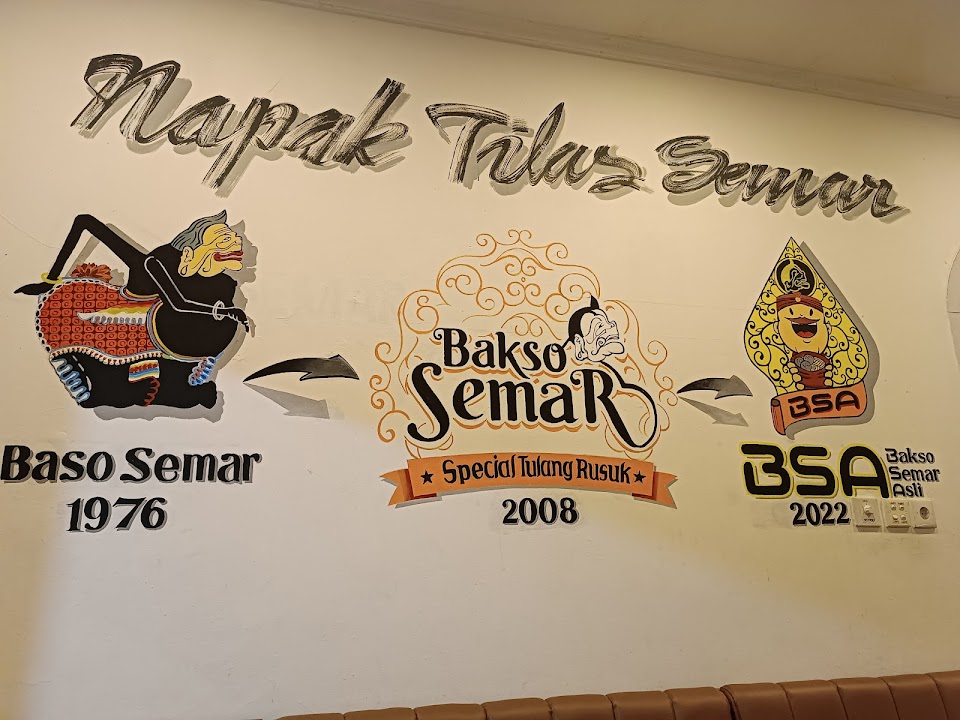 Napak Tilas Semar
Baso Semar
1976
Bakso
Semar
Special Tulang Rusuk
2008
BSA
BSA
Bakso
Semar
Asli
2022